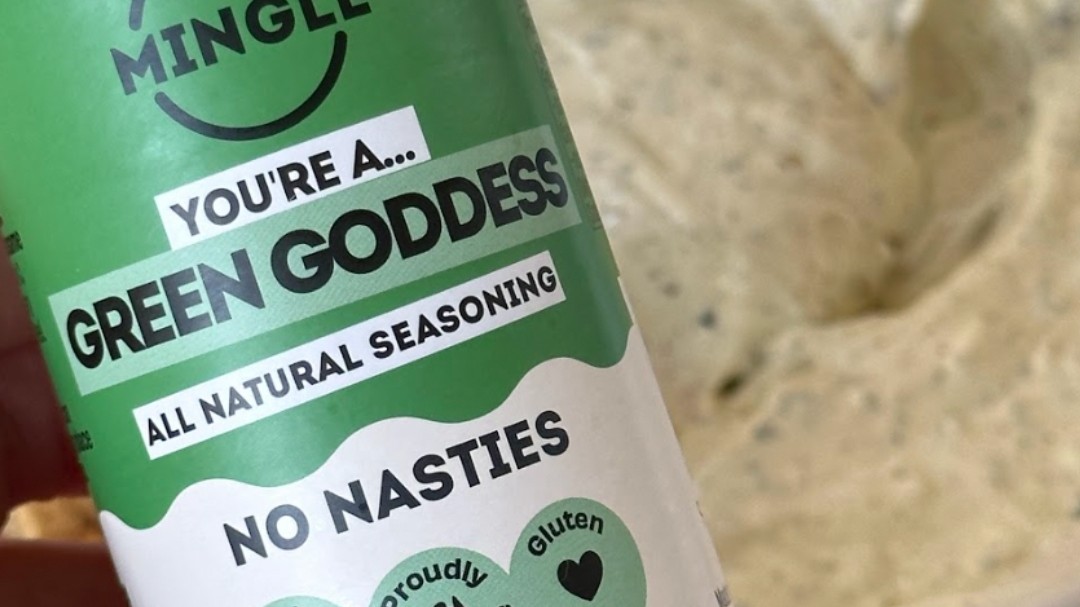 MINGLE
YOU'RE A...
GREEN GODDESS
ALL NATURAL SEASONING
NO NASTIES
proudly
Gluten